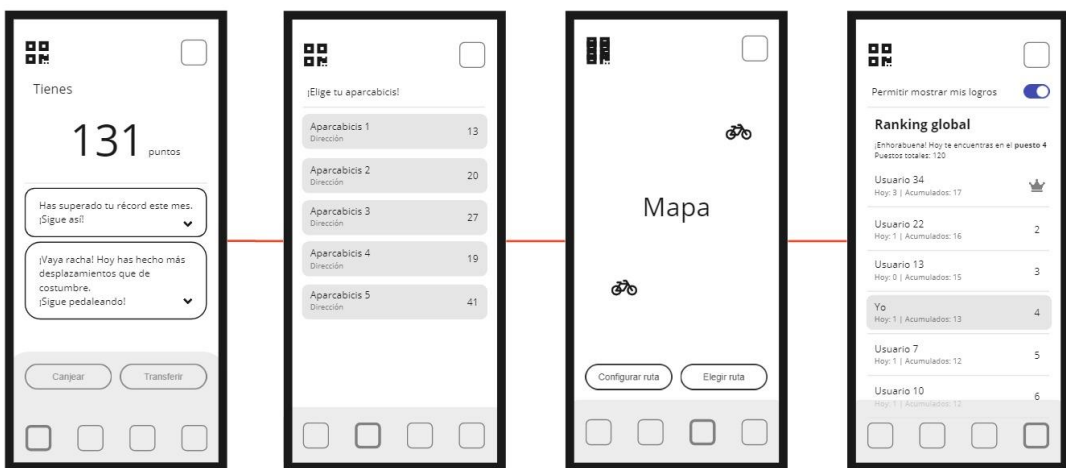 Tienes
131 puntos
Has superado tu récord este mes.
¡Sigue así!
¡Vaya racha! Hoy has hecho más
desplazamientos que de
costumbre.
¡Sigue pedaleando!
Canjear
Transferir
¡Elige tu aparcabicis!
Aparcabicis 1
Dirección
13
Aparcabicis 2
Dirección
20
Aparcabicis 3
Dirección
27
Aparcabicis 4
Dirección
19
Aparcabicis 5
Dirección
41
Mapa
Configurar ruta
Elegir ruta
Permitir mostrar mis logros
Ranking global
¡Enhorabuena! Hoy te encuentras en el puesto 4
Puestos totales: 120
Usuario 34
Hoy: 3 | Acumulados: 17
Usuario 22
Hoy: 1 | Acumulados: 16
2
Usuario 13
Hoy: 0 | Acumulados: 15
3
Yo
Hoy: 1 | Acumulados: 13
4
Usuario 7
Hoy: 1 | Acumulados: 12
5
Usuario 10
Hoy: 1 | Acumulados: 12
6